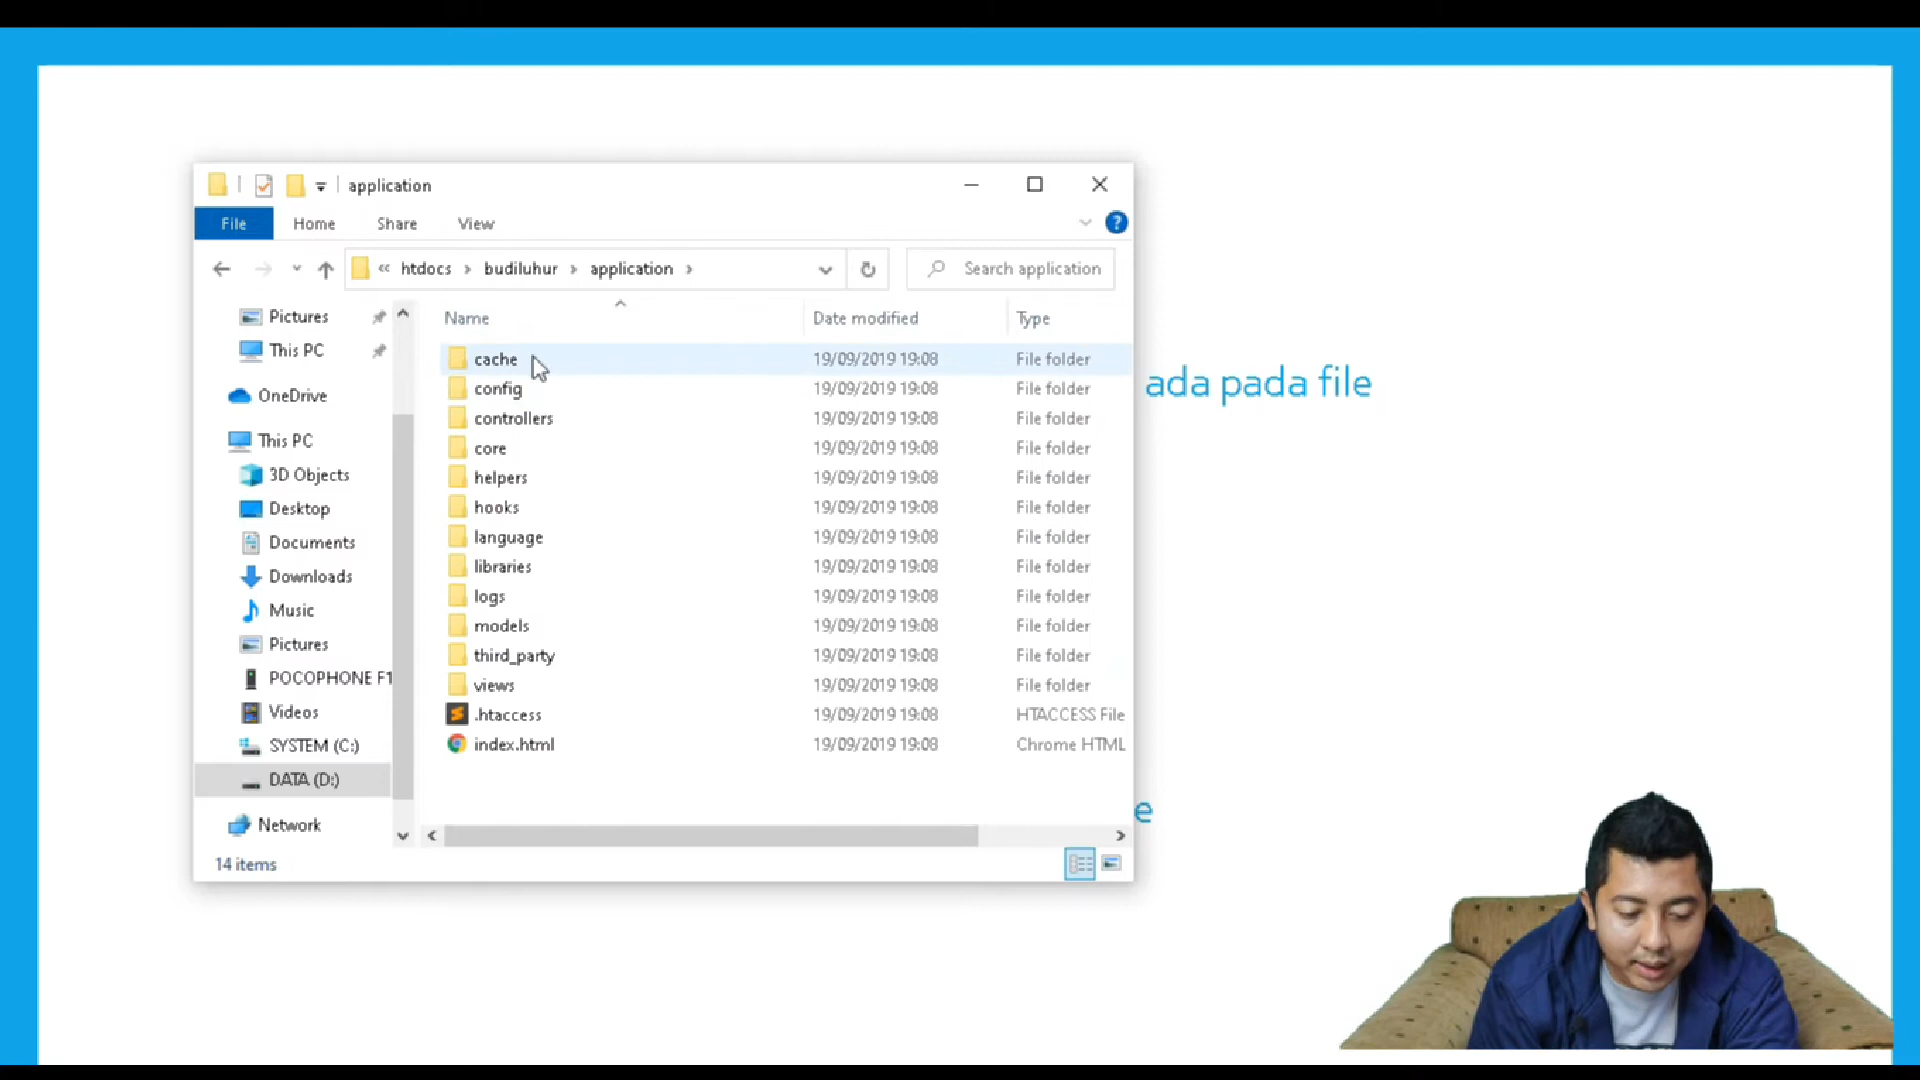 application
File Home Share View
« htdocs > budiluhur > application > Search application
Pictures
This PC
OneDrive
This PC
3D Objects
Desktop
Documents
Downloads
Music
Pictures
POCOPHONE F1
Videos
SYSTEM (C:)
DATA (D:)
Network
Name Date modified Type
cache 19/09/2019 19:08 File folder
config 19/09/2019 19:08 File folder
controllers 19/09/2019 19:08 File folder
core 19/09/2019 19:08 File folder
helpers 19/09/2019 19:08 File folder
hooks 19/09/2019 19:08 File folder
language 19/09/2019 19:08 File folder
libraries 19/09/2019 19:08 File folder
logs 19/09/2019 19:08 File folder
models 19/09/2019 19:08 File folder
third_party 19/09/2019 19:08 File folder
views 19/09/2019 19:08 File folder
.htaccess 19/09/2019 19:08 HTACCESS File
index.html 19/09/2019 19:08 Chrome HTML
14 items
ada pada file
e